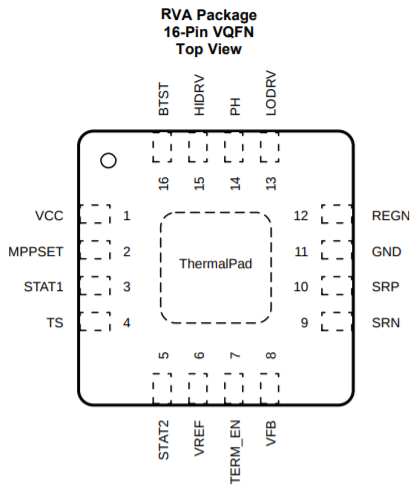 RVA Package
16-Pin VQFN
Top View
BTST
HIDRV
PH
LODRV
16
15
14
13
VCC 1
12 REGN
MPPSET 2
11 GND
ThermalPad
STAT1 3
10 SRP
TS 4
9 SRN
5
6
7
8
STAT2
VREF
TERM_EN
VFB